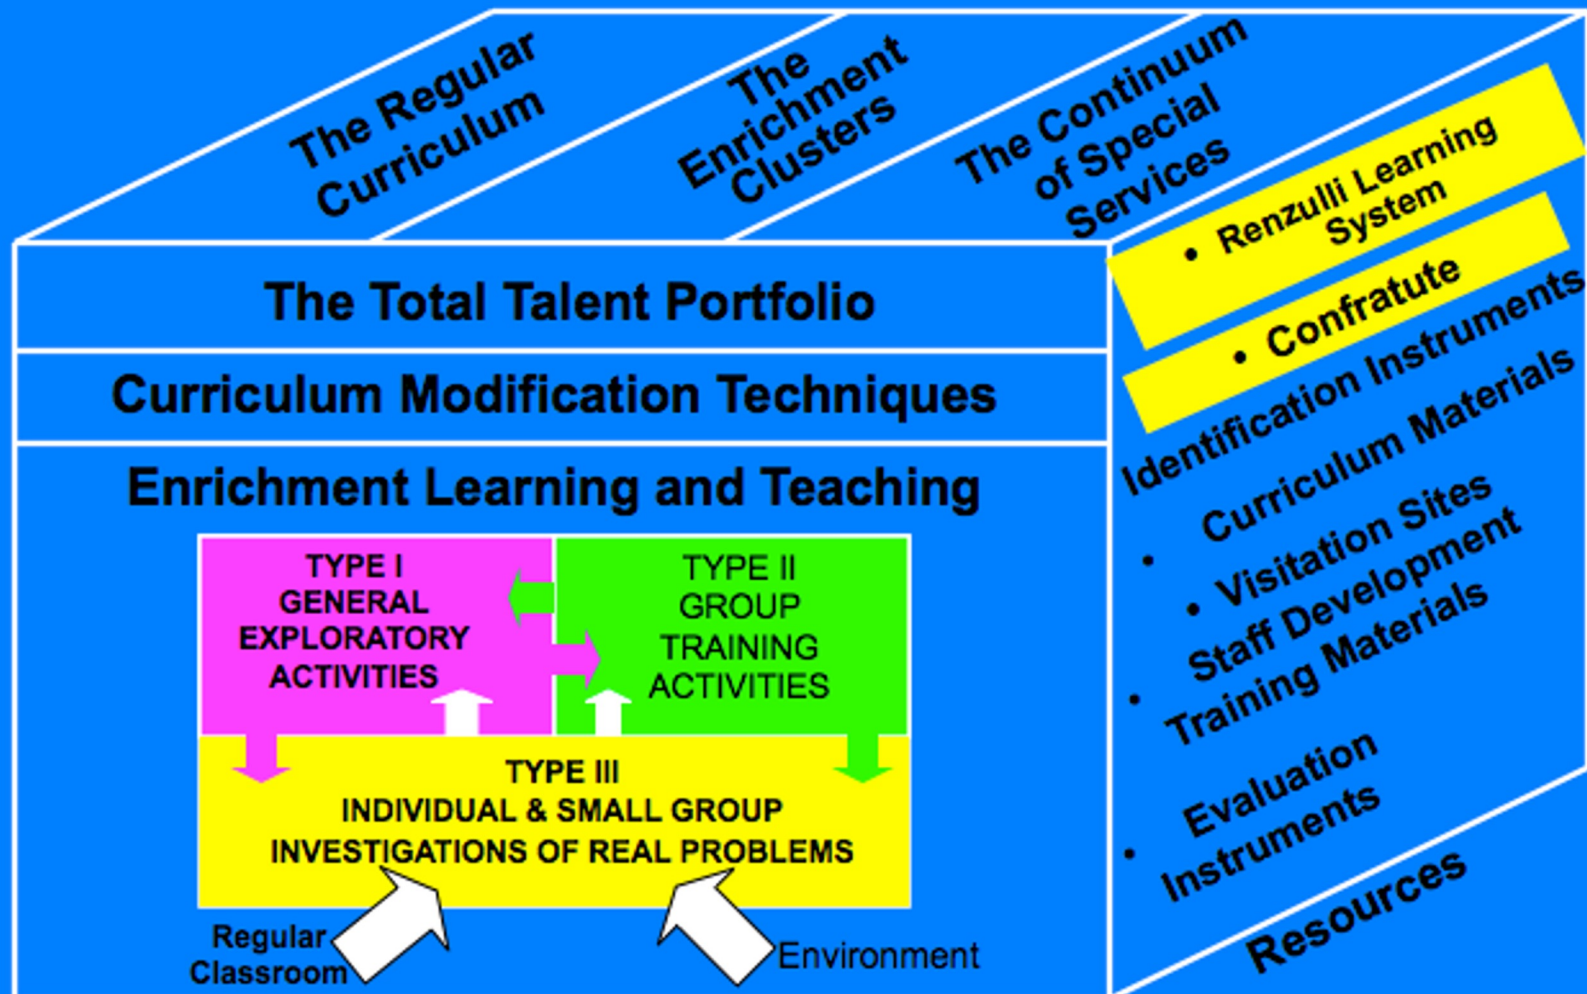 The Regular
Curriculum
The
Enrichment
Clusters
The Continuum
of Special
Services
The Total Talent Portfolio
Curriculum Modification Techniques
Enrichment Learning and Teaching
TYPE I
GENERAL
EXPLORATORY
ACTIVITIES
TYPE II
GROUP
TRAINING
ACTIVITIES
TYPE III
INDIVIDUAL & SMALL GROUP
INVESTIGATIONS OF REAL PROBLEMS
Regular
Classroom
Environment
• Renzulli Learning
System
• Confratute
Identification Instruments
• Curriculum Materials
• Visitation Sites
• Staff Development
Training Materials
• Evaluation
Instruments
Resources